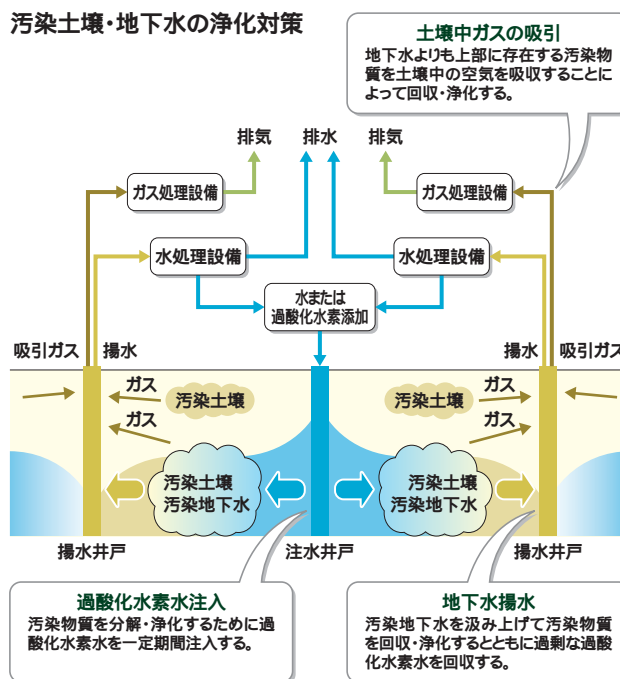 汚染土壌・地下水の浄化対策
土壌中ガスの吸引
地下水よりも上部に存在する汚染物
質を土壌中の空気を吸収することに
よって回収・浄化する。
排気
排水
排気
ガス処理設備
ガス処理設備
水処理設備
水処理設備
水または
過酸化水素添加
吸引ガス
揚水
揚水
吸引ガス
ガス
汚染土壌
汚染土壌
ガス
ガス
ガス
汚染土壌
汚染地下水
汚染土壌
汚染地下水
揚水井戸
注水井戸
揚水井戸
過酸化水素水注入
汚染物質を分解・浄化するために過
酸化水素水を一定期間注入する。
地下水揚水
汚染地下水を汲み上げて汚染物質
を回収・浄化するとともに過剰な過酸
化水素水を回収する。